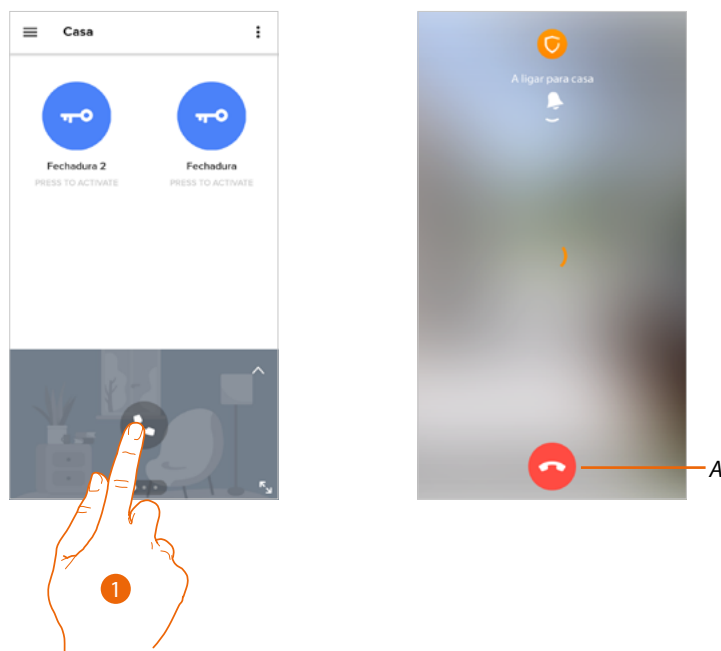 Casa
Fechadura 2
Fechadura
PRESS TO ACTIVATE
PRESS TO ACTIVATE
1
A ligar para casa
A